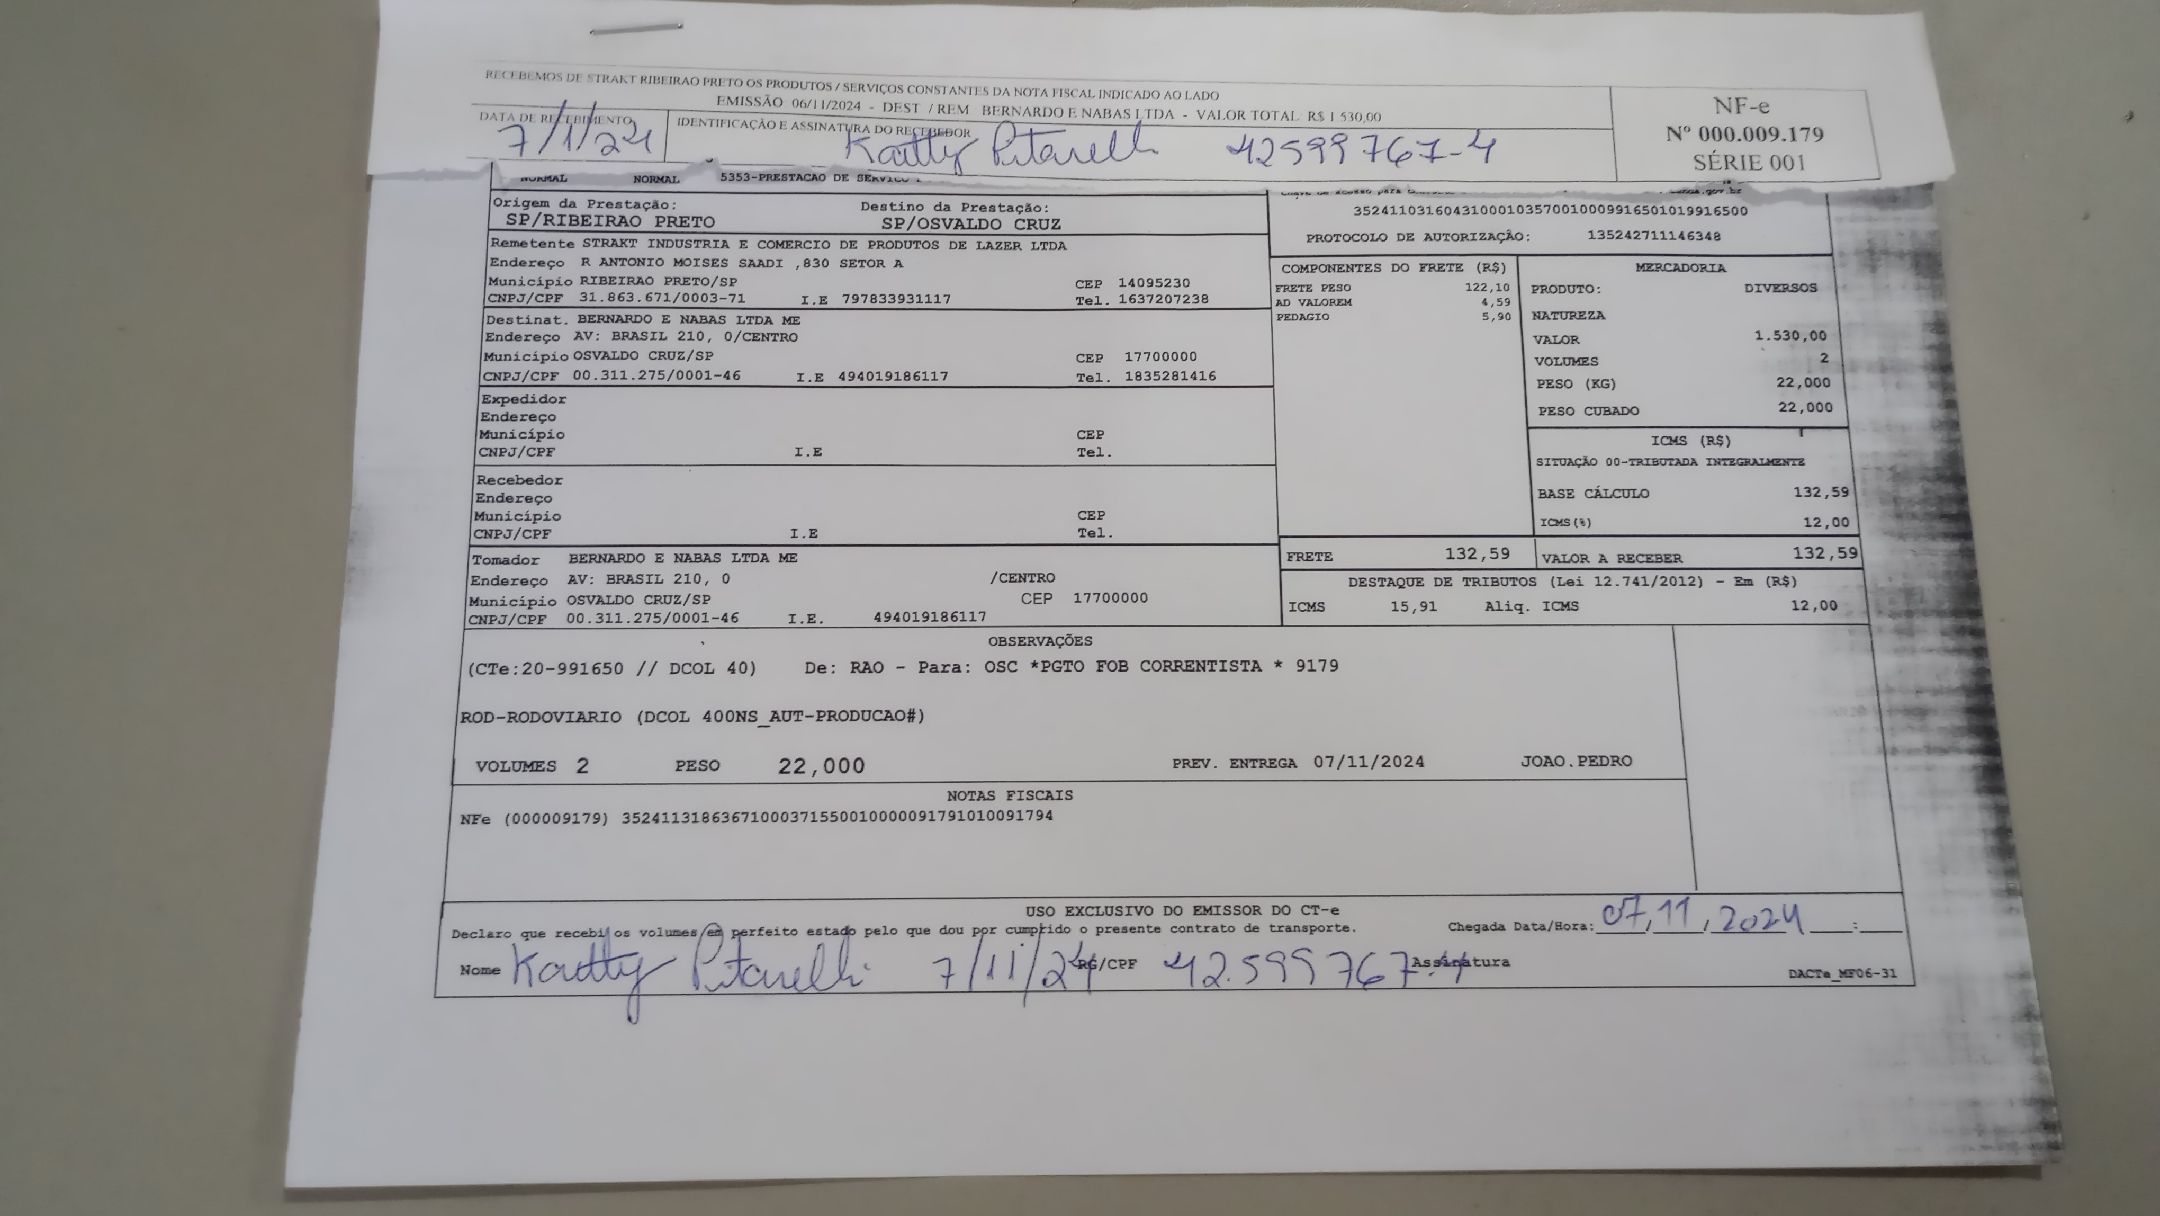 RECEBEMOS DE STRAKT RIBEIRAO PRETO OS PRODUTOS / SERVIÇOS CONSTANTES DA NOTA FISCAL INDICADO AO LADO
EMISSÃO 06/11/2024 - DEST / REM BERNARDO E NABAS LTDA - VALOR TOTAL R$ 1 530,00
DATA DE RECEBIMENTO
IDENTIFICAÇÃO E ASSINATURA DO RECEBEDOR
7/1/24 Kattly Pitarelli 42599767-4
NF-e
Nº 000.009.179
SÉRIE 001
NORMAL NORMAL 5353-PRESTACAO DE SERVICO
Origem da Prestação: Destino da Prestação:
SP/RIBEIRAO PRETO SP/OSVALDO CRUZ
35241103160431000103570010009916501019916500
PROTOCOLO DE AUTORIZAÇÃO: 135242711146348
Remetente STRAKT INDUSTRIA E COMERCIO DE PRODUTOS DE LAZER LTDA
Endereço R ANTONIO MOISES SAADI ,830 SETOR A
Município RIBEIRAO PRETO/SP CEP 14095230
CNPJ/CPF 31.863.671/0003-71 I.E 797833931117 Tel. 1637207238
Destinat. BERNARDO E NABAS LTDA ME
Endereço AV: BRASIL 210, 0/CENTRO
Município OSVALDO CRUZ/SP CEP 17700000
CNPJ/CPF 00.311.275/0001-46 I.E 494019186117 Tel. 1835281416
Expedidor
Endereço
Município CEP
CNPJ/CPF I.E Tel.
Recebedor
Endereço
Município CEP
CNPJ/CPF I.E Tel.
Tomador BERNARDO E NABAS LTDA ME
Endereço AV: BRASIL 210, 0 /CENTRO
Município OSVALDO CRUZ/SP CEP 17700000
CNPJ/CPF 00.311.275/0001-46 I.E. 494019186117
COMPONENTES DO FRETE (R$)
FRETE PESO 122,10
AD VALOREM 4,59
PEDAGIO 5,90
MERCADORIA
PRODUTO: DIVERSOS
NATUREZA
VALOR 1.530,00
VOLUMES 2
PESO (KG) 22,000
PESO CUBADO 22,000
ICMS (R$)
SITUAÇÃO 00-TRIBUTADA INTEGRALMENTE
BASE CÁLCULO 132,59
ICMS(%) 12,00
FRETE 132,59 VALOR A RECEBER 132,59
DESTAQUE DE TRIBUTOS (Lei 12.741/2012) - Em (R$)
ICMS 15,91 Aliq. ICMS 12,00
OBSERVAÇÕES
(CTe:20-991650 // DCOL 40) De: RAO - Para: OSC *PGTO FOB CORRENTISTA * 9179
ROD-RODOVIARIO (DCOL 400NS_AUT-PRODUCAO#)
VOLUMES 2 PESO 22,000 PREV. ENTREGA 07/11/2024 JOAO.PEDRO
NOTAS FISCAIS
NFe (000009179) 35241131863671000371550010000091791010091794
USO EXCLUSIVO DO EMISSOR DO CT-e
Declaro que recebi os volumes em perfeito estado pelo que dou por cumprido o presente contrato de transporte. Chegada Data/Hora: 07,11,2024 :
Nome Kattly Pitarelli 7/11/24 RG/CPF 42.599767-4 Assinatura
DACTe_MF06-31